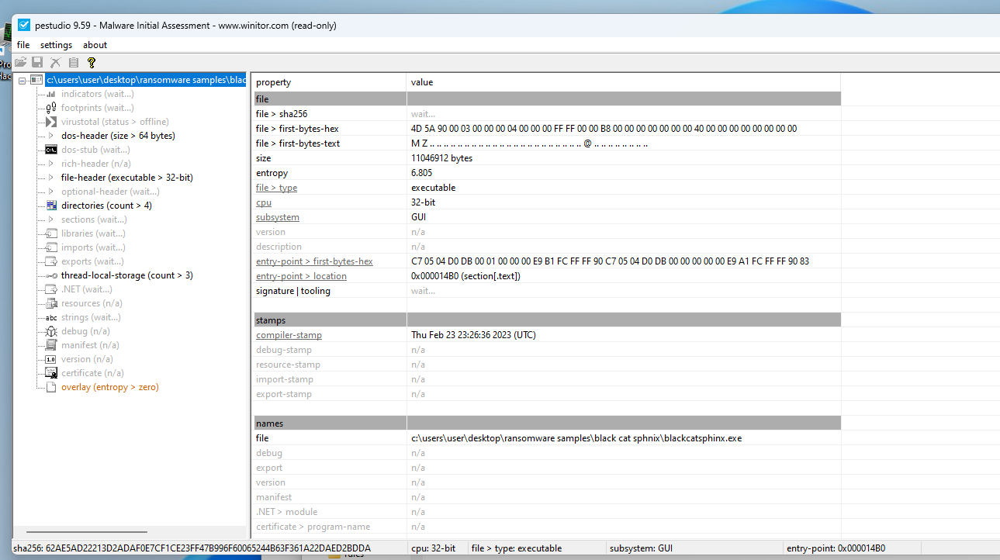 pestudio 9.59 - Malware Initial Assessment - www.winitor.com (read-only)
file settings about
c:\users\user\desktop\ransomware samples\blac
indicators (wait...)
footprints (wait...)
virustotal (status > offline)
dos-header (size > 64 bytes)
dos-stub (wait...)
rich-header (n/a)
file-header (executable > 32-bit)
optional-header (wait...)
directories (count > 4)
sections (wait...)
libraries (wait...)
imports (wait...)
exports (wait...)
thread-local-storage (count > 3)
.NET (wait...)
resources (n/a)
abc strings (wait...)
debug (n/a)
manifest (n/a)
1.0 version (n/a)
certificate (n/a)
overlay (entropy > zero)
property value
file
file > sha256 wait...
file > first-bytes-hex 4D 5A 90 00 03 00 00 00 04 00 00 00 FF FF 00 00 B8 00 00 00 00 00 00 00 40 00 00 00 00 00 00 00
file > first-bytes-text M Z .. .. .. .. .. .. .. .. .. .. .. .. .. .. .. .. .. .. .. .. .. .. @ .. .. .. .. .. .. ..
size 11046912 bytes
entropy 6.805
file > type executable
cpu 32-bit
subsystem GUI
version n/a
description n/a
entry-point > first-bytes-hex C7 05 04 D0 DB 00 01 00 00 00 E9 B1 FC FF FF 90 C7 05 04 D0 DB 00 00 00 00 00 E9 A1 FC FF FF 90 83
entry-point > location 0x000014B0 (section[.text])
signature | tooling wait...
stamps
compiler-stamp Thu Feb 23 23:26:36 2023 (UTC)
debug-stamp n/a
resource-stamp n/a
import-stamp n/a
export-stamp n/a
names
file c:\users\user\desktop\ransomware samples\black cat sphnix\blackcatsphinx.exe
debug n/a
export n/a
version n/a
manifest n/a
.NET > module n/a
certificate > program-name n/a
sha256: 62AE5AD22213D2ADAF0E7CF1CE23FF47B996F60065244B63F361A22DAED2BDDA cpu: 32-bit file > type: executable subsystem: GUI entry-point: 0x000014B0